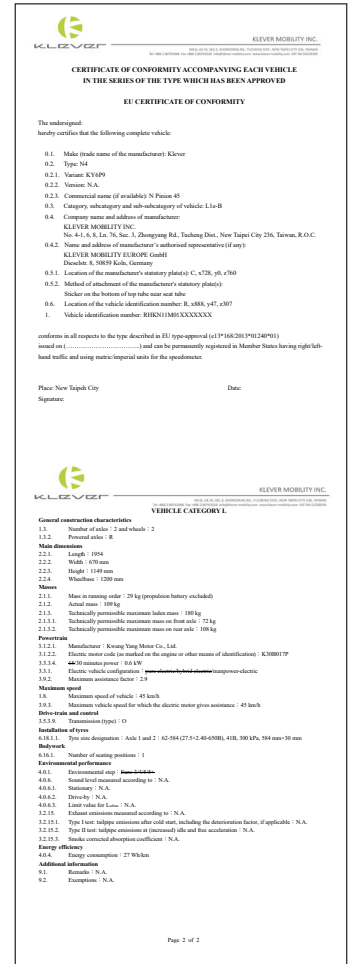 KLEVER
KLEVER MOBILITY INC.
CERTIFICATE OF CONFORMITY ACCOMPANYING EACH VEHICLE
IN THE SERIES OF THE TYPE WHICH HAS BEEN APPROVED
EU CERTIFICATE OF CONFORMITY
The undersigned:
hereby certifies that the following complete vehicle:
0.1. Make (trade name of the manufacturer): Klever
0.2. Type: N4
0.2.1. Variant: KY6P9
0.2.2. Version: N.A.
0.2.3. Commercial name (if available): N Pinion 45
0.3. Category, subcategory and sub-subcategory of vehicle: L1e-B
0.4. Company name and address of manufacturer:
KLEVER MOBILITY INC.
No. 4-1, 6, 8, Ln. 76, Sec. 3, Zhongyang Rd., Tucheng Dist., New Taipei City 236, Taiwan, R.O.C.
0.4.2. Name and address of manufacturer's authorised representative (if any):
KLEVER MOBILITY EUROPE GmbH
Dieselstr. 8, 50859 Koln, Germany
0.5.1. Location of the manufacturer's statutory plate(s): C, x728, y0, z760
0.5.2. Method of attachment of the manufacturer's statutory plate(s):
Sticker on the bottom of top tube near seat tube
0.6. Location of the vehicle identification number: R, x888, y47, z307
1. Vehicle identification number: RHKN11M01XXXXXXX
conforms in all respects to the type described in EU type-approval (e13*168/2013*01240*01)
issued on (……………………………) and can be permanently registered in Member States having right/left-
hand traffic and using metric/imperial units for the speedometer.
Place: New Taipeh City Date:
Signature:
KLEVER
KLEVER MOBILITY INC.
VEHICLE CATEGORY L
General construction characteristics
1.3. Number of axles：2 and wheels：2
1.3.2. Powered axles：R
Main dimensions
2.2.1. Length：1954
2.2.2. Width：670 mm
2.2.3. Height：1149 mm
2.2.4. Wheelbase：1200 mm
Masses
2.1.1. Mass in running order：29 kg (propulsion battery excluded)
2.1.2. Actual mass：109 kg
2.1.3. Technically permissible maximum laden mass：180 kg
2.1.3.1. Technically permissible maximum mass on front axle：72 kg
2.1.3.2. Technically permissible maximum mass on rear axle：108 kg
Powertrain
3.1.2.1. Manufacturer：Kwang Yang Motor Co., Ltd.
3.1.2.2. Electric motor code (as marked on the engine or other means of identification)：K30B017P
3.3.3.4. 15/30 minutes power：0.6 kW
3.3.1. Electric vehicle configuration：pure electric/hybrid electric/manpower-electric
3.9.2. Maximum assistance factor：2.9
Maximum speed
1.8. Maximum speed of vehicle：45 km/h
3.9.3. Maximum vehicle speed for which the electric motor gives assistance：45 km/h
Drive-train and control
3.5.3.9. Transmission (type)：O
Installation of tyres
6.18.1.1. Tyre size designation：Axle 1 and 2：62-584 (27.5×2.40-650B), 41B, 300 kPa, 584 mm×30 mm
Bodywork
6.16.1. Number of seating positions：1
Environmental performance
4.0.1. Environmental step：Euro 3/4/5/5+
4.0.6. Sound level measured according to：N.A.
4.0.6.1. Stationary：N.A.
4.0.6.2. Drive-by：N.A.
4.0.6.3. Limit value for Lurban：N.A.
3.2.15. Exhaust emissions measured according to：N.A.
3.2.15.1. Type I test: tailpipe emissions after cold start, including the deterioration factor, if applicable：N.A.
3.2.15.2. Type II test: tailpipe emissions at (increased) idle and free acceleration：N.A.
3.2.15.3. Smoke corrected absorption coefficient：N.A.
Energy efficiency
4.0.4. Energy consumption：27 Wh/km
Additional information
9.1. Remarks：N.A.
9.2. Exemptions：N.A.
Page 2 of 2